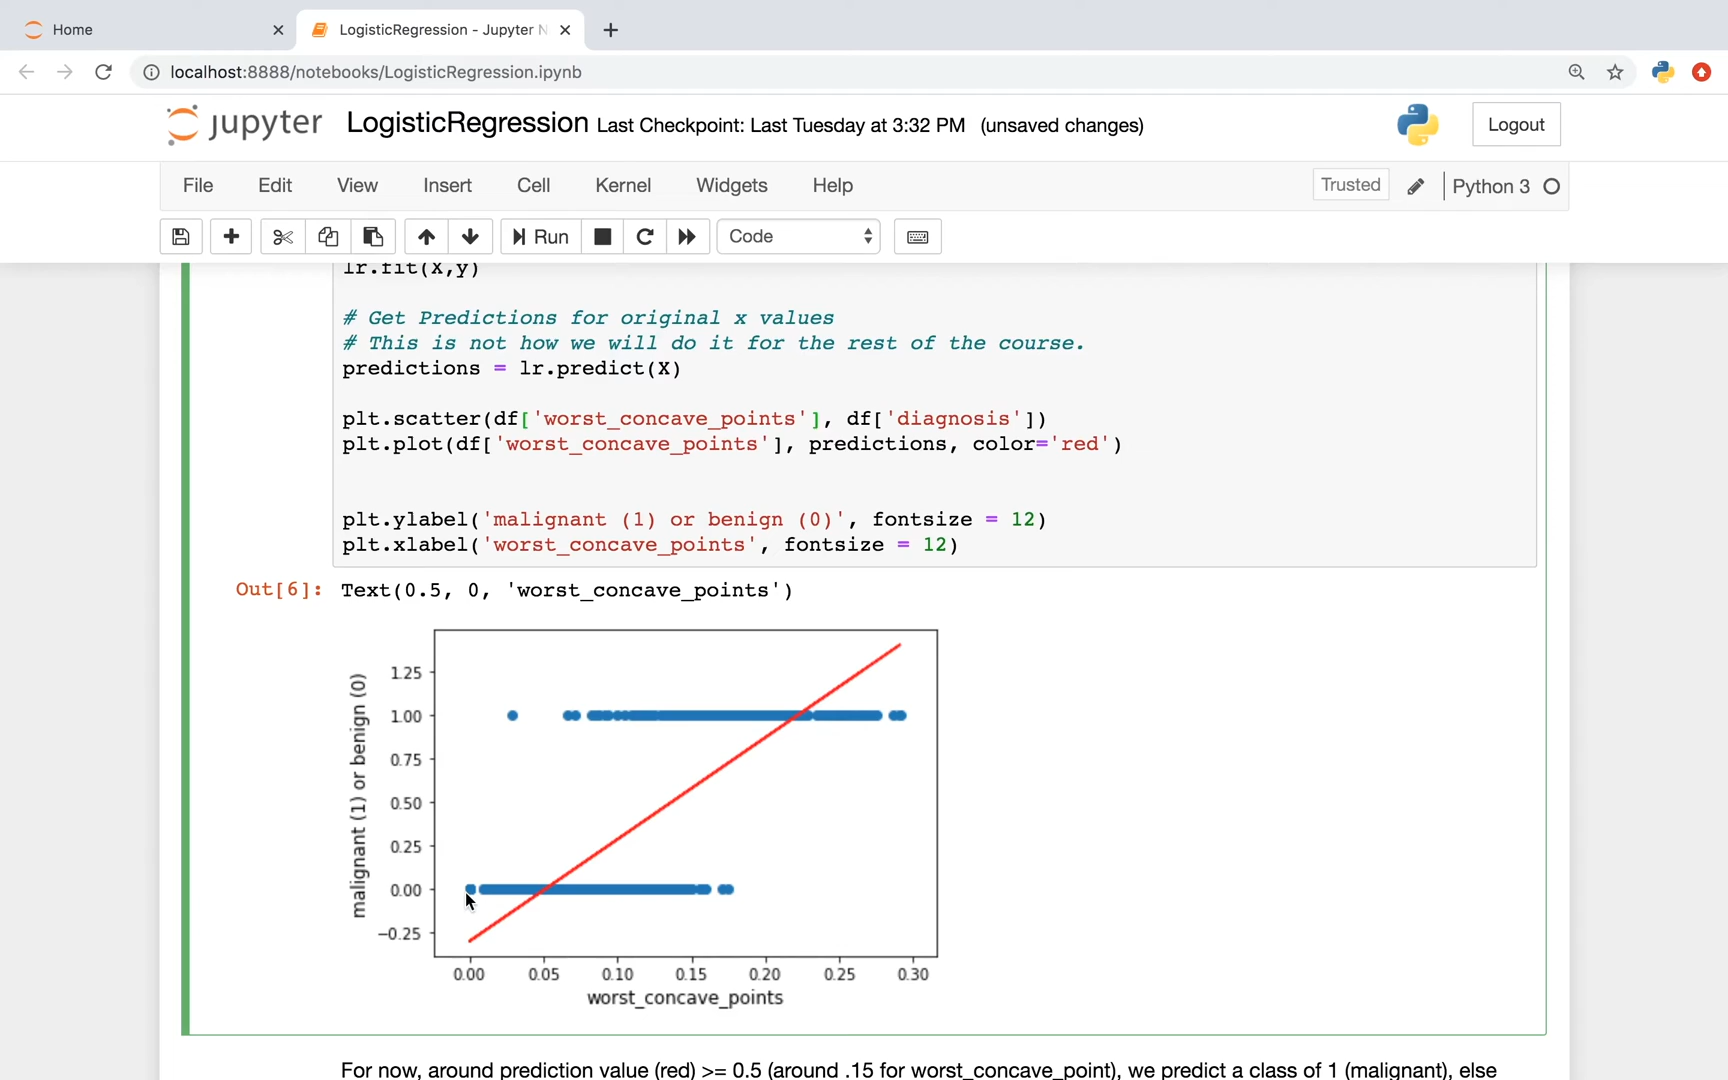 Home
LogisticRegression - Jupyter N
localhost:8888/notebooks/LogisticRegression.ipynb
jupyter LogisticRegression Last Checkpoint: Last Tuesday at 3:32 PM (unsaved changes) Logout
File Edit View Insert Cell Kernel Widgets Help Trusted Python 3
Run Code
lr.fit(X,y)
# Get Predictions for original x values
# This is not how we will do it for the rest of the course.
predictions = lr.predict(X)
plt.scatter(df['worst_concave_points'], df['diagnosis'])
plt.plot(df['worst_concave_points'], predictions, color='red')
plt.ylabel('malignant (1) or benign (0)', fontsize = 12)
plt.xlabel('worst_concave_points', fontsize = 12)
Out[6]: Text(0.5, 0, 'worst_concave_points')
malignant (1) or benign (0)
1.25
1.00
0.75
0.50
0.25
0.00
−0.25
0.00 0.05 0.10 0.15 0.20 0.25 0.30
worst_concave_points
For now, around prediction value (red) >= 0.5 (around .15 for worst_concave_point), we predict a class of 1 (malignant), else